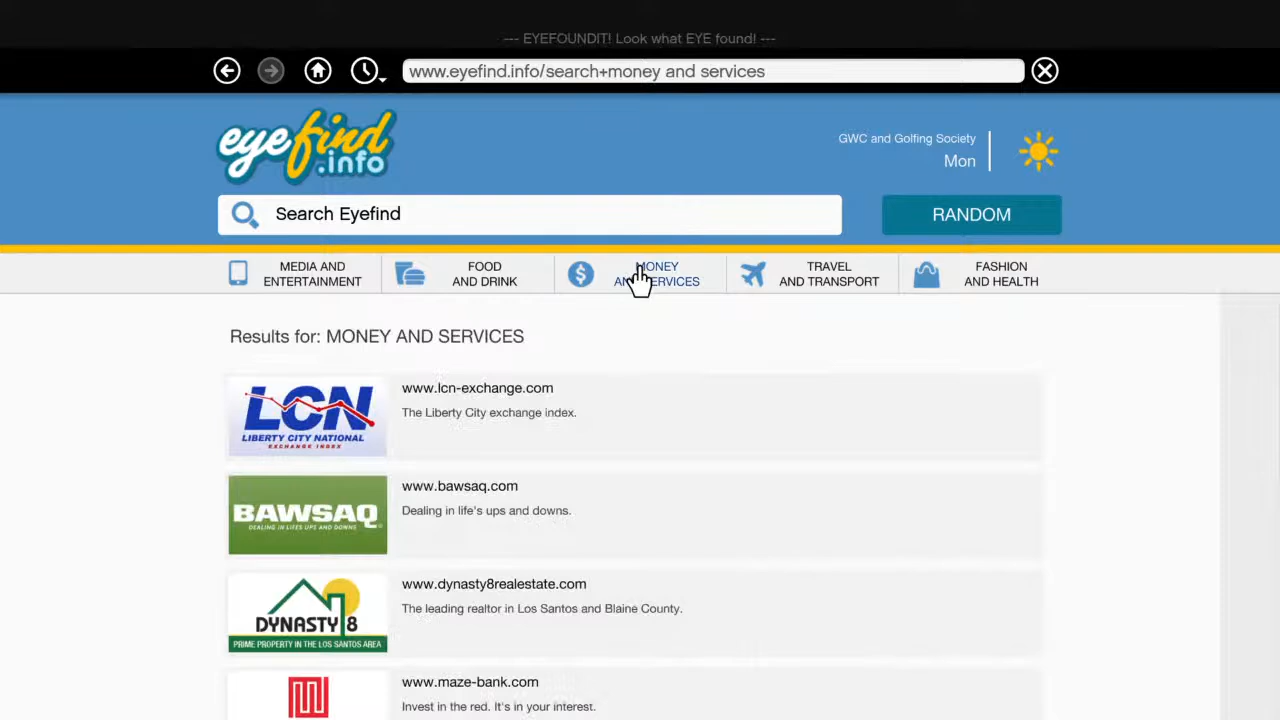 --- EYEFOUNDIT! Look what EYE found! ---
www.eyefind.info/search+money and services
eyefind
.info
GWC and Golfing Society
Mon
Search Eyefind
RANDOM
MEDIA AND
ENTERTAINMENT
FOOD
AND DRINK
$
MONEY
AND SERVICES
TRAVEL
AND TRANSPORT
FASHION
AND HEALTH
Results for: MONEY AND SERVICES
LCN
LIBERTY CITY NATIONAL
EXCHANGE INDEX
www.lcn-exchange.com
The Liberty City exchange index.
BAWSAQ
DEALING IN LIFE'S UPS AND DOWNS
www.bawsaq.com
Dealing in life's ups and downs.
DYNASTY 8
PRIME PROPERTY IN THE LOS SANTOS AREA
www.dynasty8realestate.com
The leading realtor in Los Santos and Blaine County.
www.maze-bank.com
Invest in the red. It's in your interest.